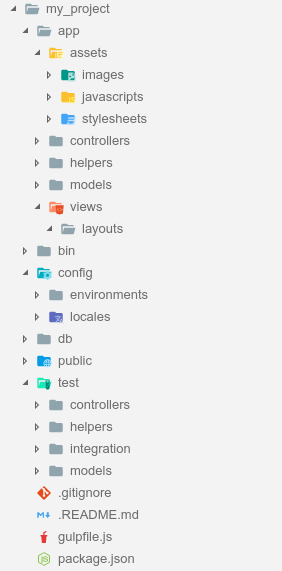 my_project
app
assets
images
javascripts
stylesheets
controllers
helpers
models
views
layouts
bin
config
environments
locales
db
public
test
controllers
helpers
integration
models
.gitignore
.README.md
gulpfile.js
package.json